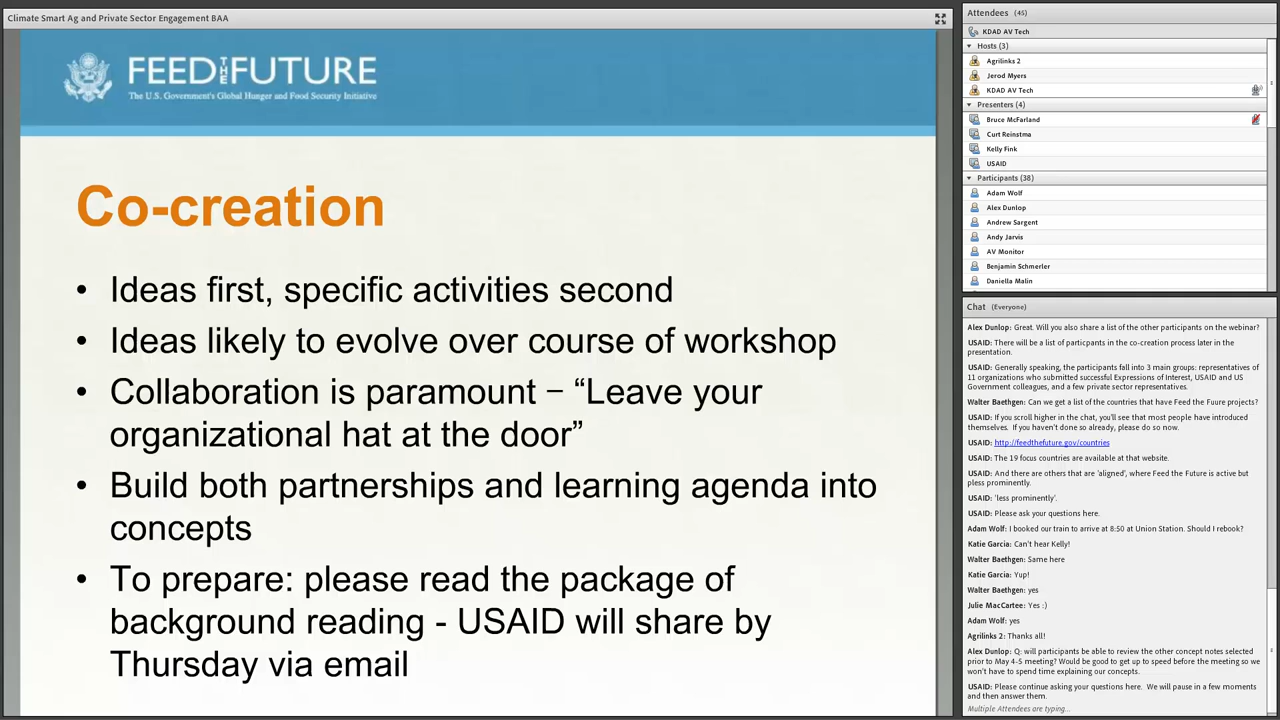 Climate Smart Ag and Private Sector Engagement BAA
FEED THE FUTURE
The U.S. Government's Global Hunger and Food Security Initiative
Co-creation
• Ideas first, specific activities second
• Ideas likely to evolve over course of workshop
• Collaboration is paramount – “Leave your
organizational hat at the door”
• Build both partnerships and learning agenda into
concepts
• To prepare: please read the package of
background reading - USAID will share by
Thursday via email
Attendees (45)
KDAD AV Tech
Hosts (3)
Agrilinks 2
Jerod Myers
KDAD AV Tech
Presenters (4)
Bruce McFarland
Curt Reinstma
Kelly Fink
USAID
Participants (38)
Adam Wolf
Alex Dunlop
Andrew Sargent
Andy Jarvis
AV Monitor
Benjamin Schmerler
Daniella Malin
Chat (Everyone)
Alex Dunlop: Great. Will you also share a list of the other participants on the webinar?
USAID: There will be a list of particpants in the co-creation process later in the
presentation.
USAID: Generally speaking, the participants fall into 3 main groups: representatives of
11 organizations who submitted successful Expressions of Interest, USAID and US
Government colleagues, and a few private sector representatives.
Walter Baethgen: Can we get a list of the countries that have Feed the Fuure projects?
USAID: If you scroll higher in the chat, you'll see that most people have introduced
themselves. If you haven't done so already, please do so now.
USAID: http://feedthefuture.gov/countries
USAID: The 19 focus countries are available at that website.
USAID: And there are others that are 'aligned', where Feed the Future is active but
pless prominently.
USAID: 'less prominently'.
USAID: Please ask your questions here.
Adam Wolf: I booked our train to arrive at 8:50 at Union Station. Should I rebook?
Katie Garcia: Can't hear Kelly!
Walter Baethgen: Same here
Katie Garcia: Yup!
Walter Baethgen: yes
Julie MacCartee: Yes :)
Adam Wolf: yes
Agrilinks 2: Thanks all!
Alex Dunlop: Q: will participants be able to review the other concept notes selected
prior to May 4-5 meeting? Would be good to get up to speed before the meeting so we
won't have to spend time explaining our concepts.
USAID: Please continue asking your questions here. We will pause in a few moments
and then answer them.
Multiple Attendees are typing...